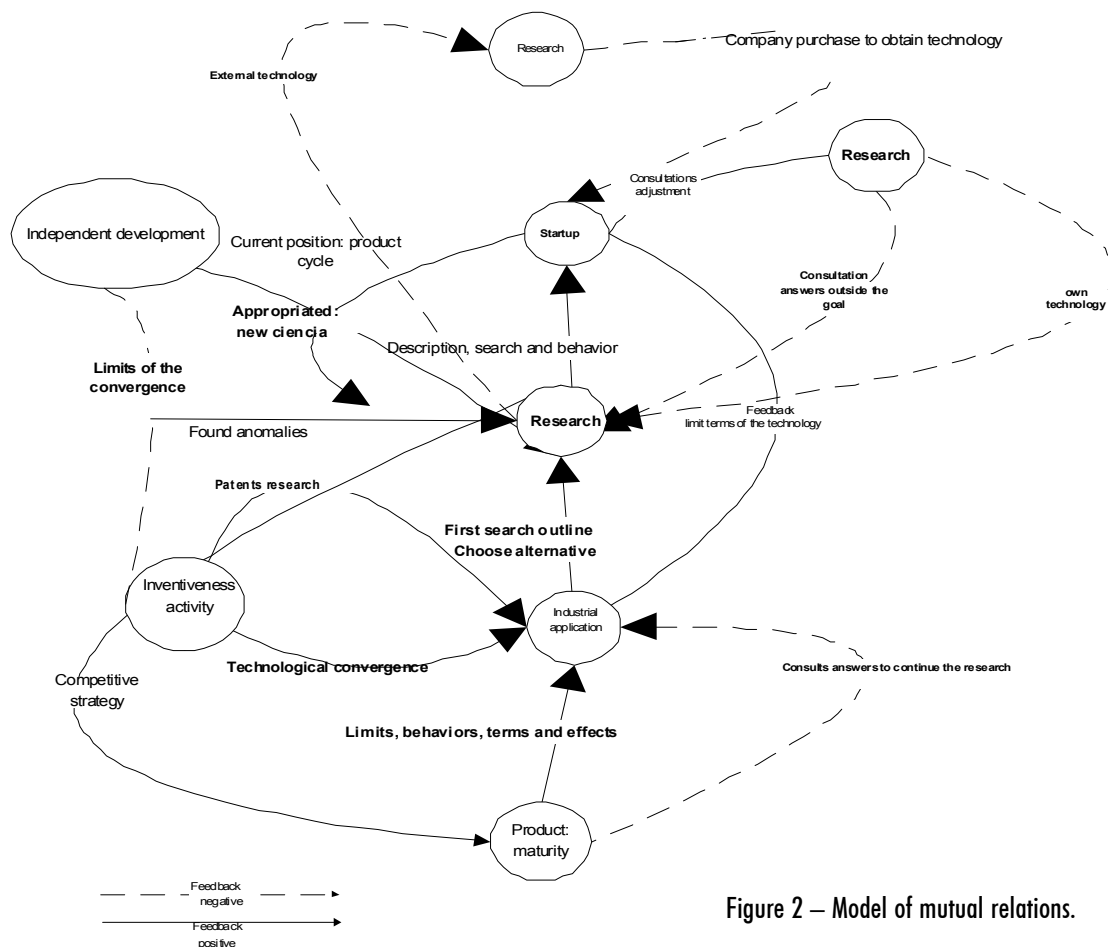 Research
Company purchase to obtain technology
External technology
Research
Consultations
adjustment
Independent development
Startup
Current position: product
cycle
Consultation
answers outside the
goal
own
technology
Appropriated:
new ciencia
Description, search and behavior
Limits of the
convergence
Research
Feedback
limit terms of the technology
Found anomalies
Patents research
First search outline
Choose alternative
Inventiveness
activity
Industrial
application
Technological convergence
Consults answers to continue the research
Competitive
strategy
Limits, behaviors, terms and effects
Product:
maturity
Feedback
negative
Feedback
positive
Figure 2 – Model of mutual relations.